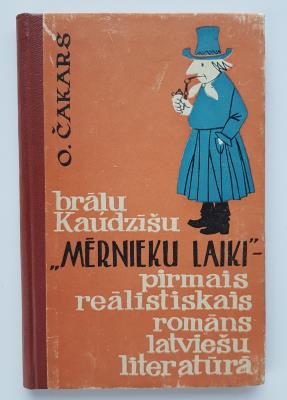 O. ČAKARS
brāļu
Kaudzīšu
„MĒRNIEKU LAIKI"-
pirmais
reālistiskais
romāns
latviešu
literatūrā